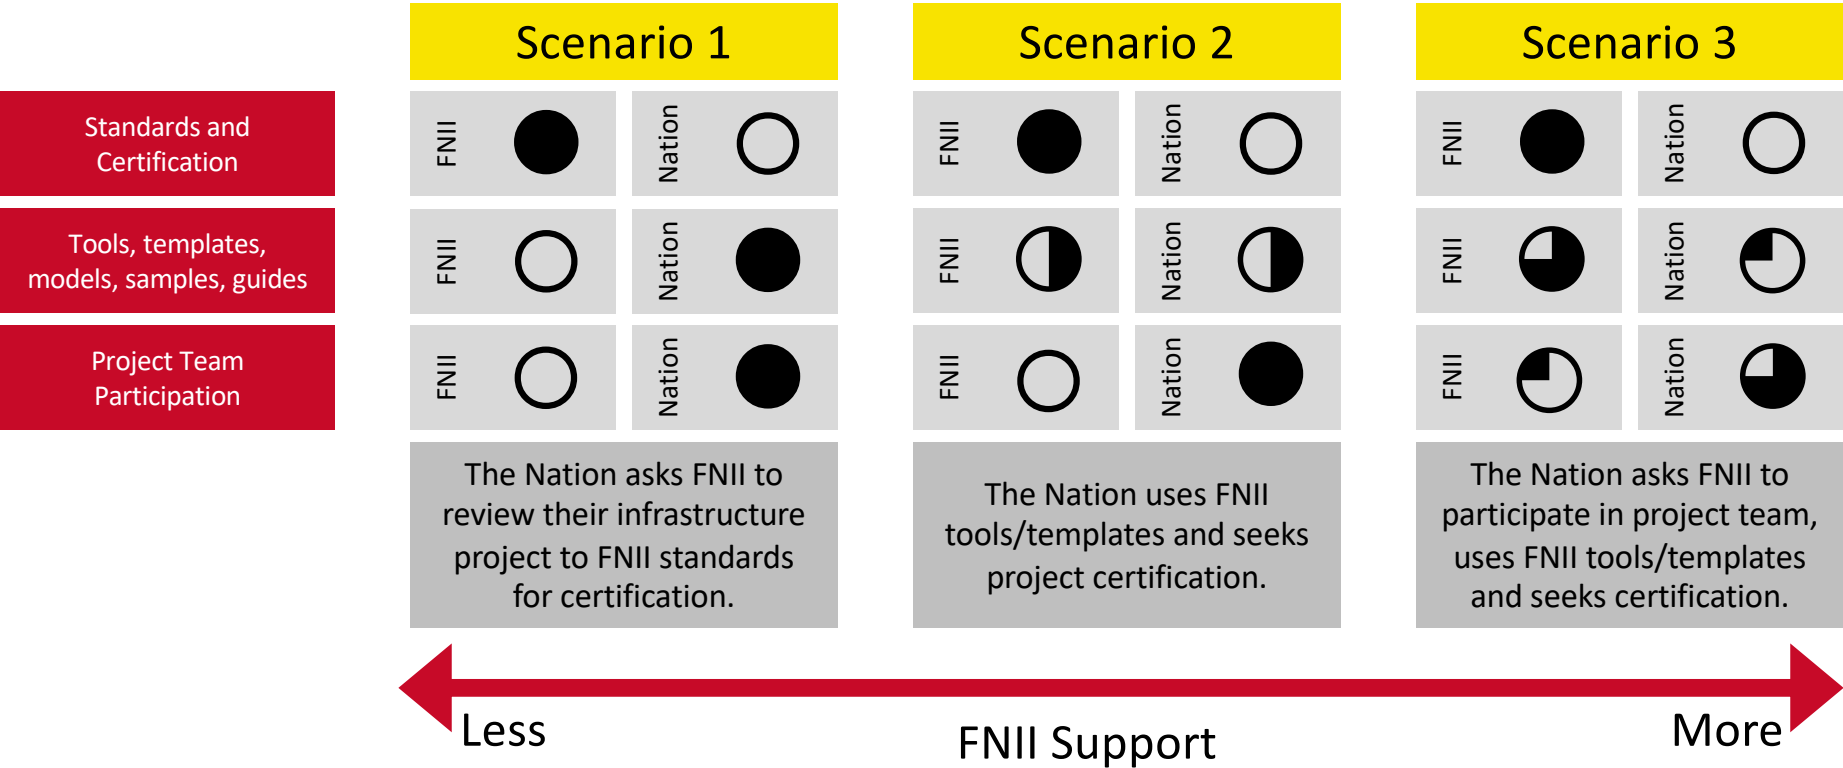 Scenario 1
Scenario 2
Scenario 3
Standards and
Certification
FNII
Nation
FNII
Nation
FNII
Nation
Tools, templates,
models, samples, guides
FNII
Nation
FNII
Nation
FNII
Nation
Project Team
Participation
FNII
Nation
FNII
Nation
FNII
Nation
The Nation asks FNII to
review their infrastructure
project to FNII standards
for certification.
The Nation uses FNII
tools/templates and seeks
project certification.
The Nation asks FNII to
participate in project team,
uses FNII tools/templates
and seeks certification.
Less
FNII Support
More